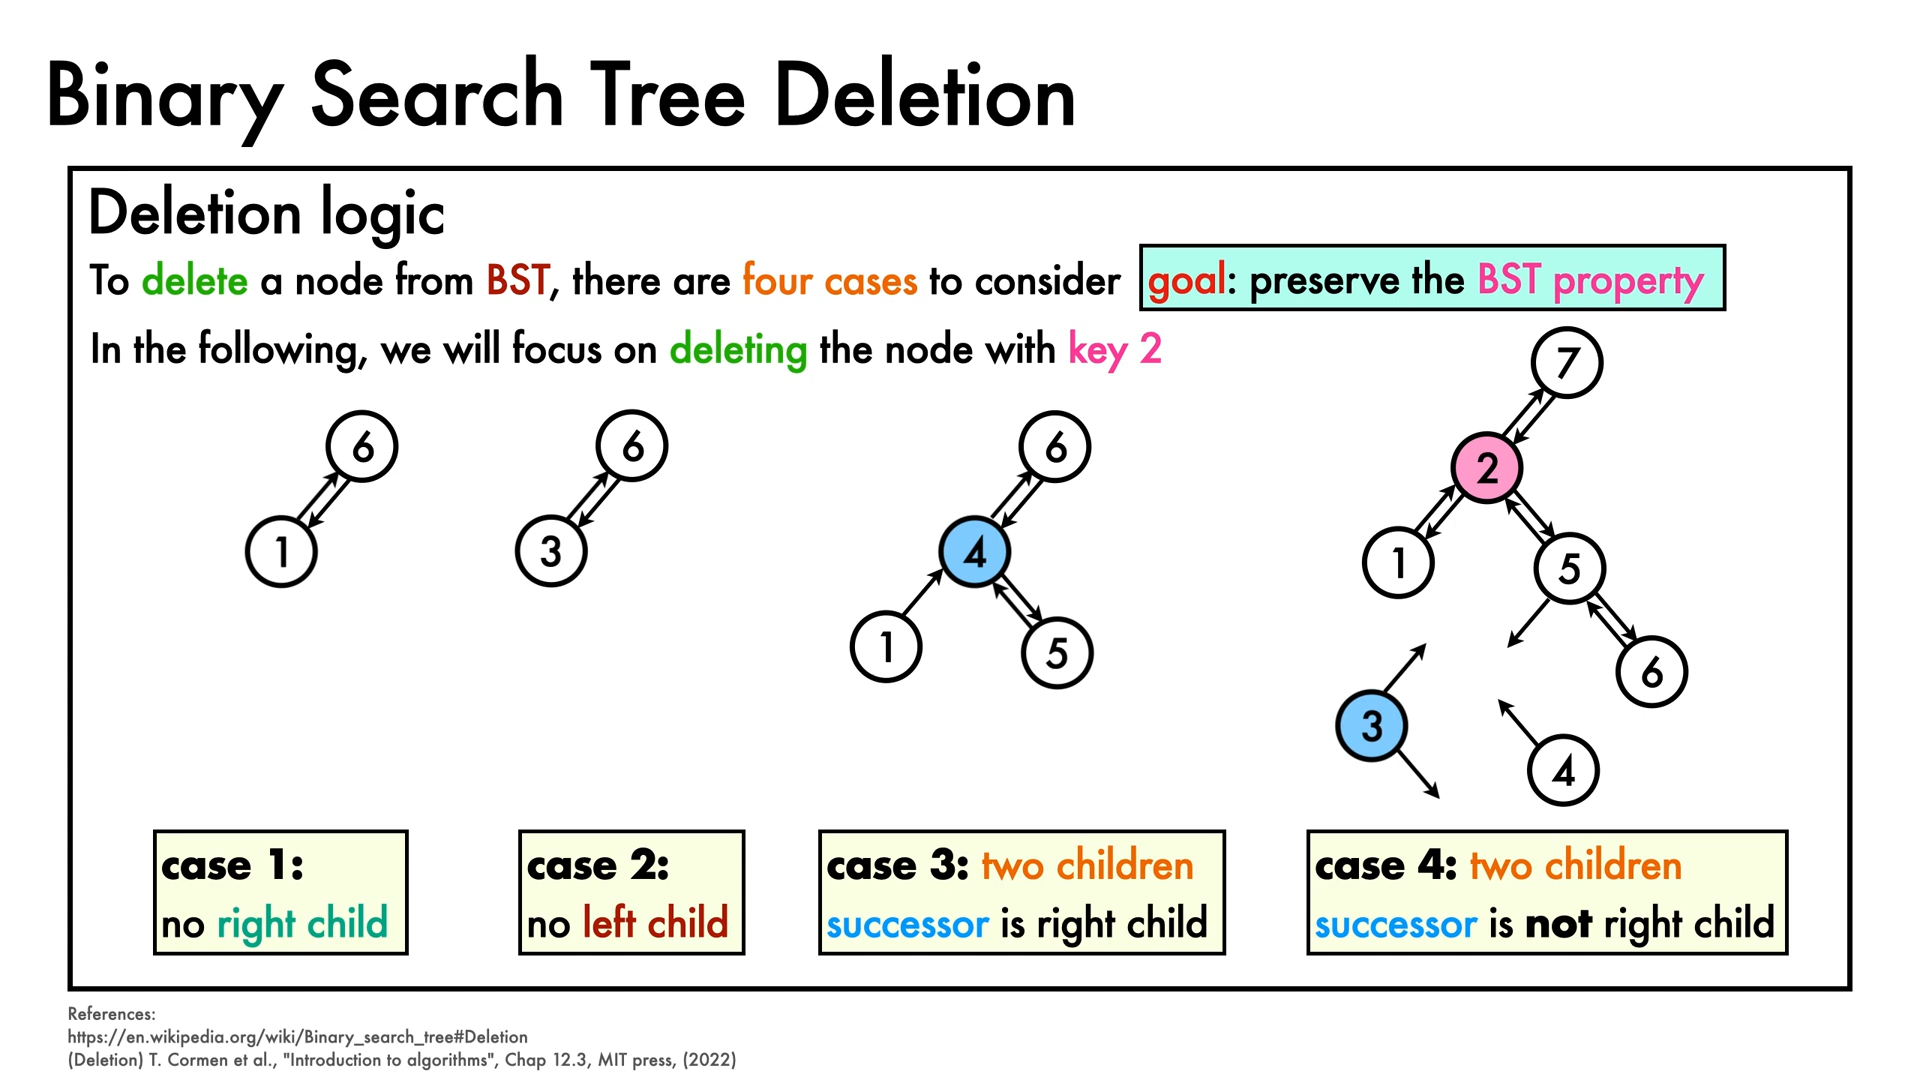 Binary Search Tree Deletion
Deletion logic
To delete a node from BST, there are four cases to consider
goal: preserve the BST property
In the following, we will focus on deleting the node with key 2
6
1
6
3
6
4
1
5
7
2
1
5
6
3
4
case 1:
no right child
case 2:
no left child
case 3: two children
successor is right child
case 4: two children
successor is not right child
References:
https://en.wikipedia.org/wiki/Binary_search_tree#Deletion
(Deletion) T. Cormen et al., "Introduction to algorithms", Chap 12.3, MIT press, (2022)